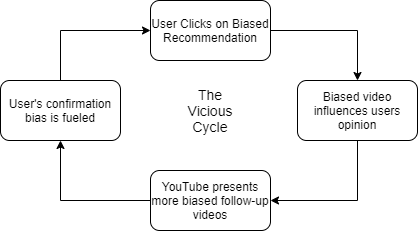 User Clicks on Biased
Recommendation
Biased video
influences users
opinion
YouTube presents
more biased follow-up
videos
User's confirmation
bias is fueled
The
Vicious
Cycle